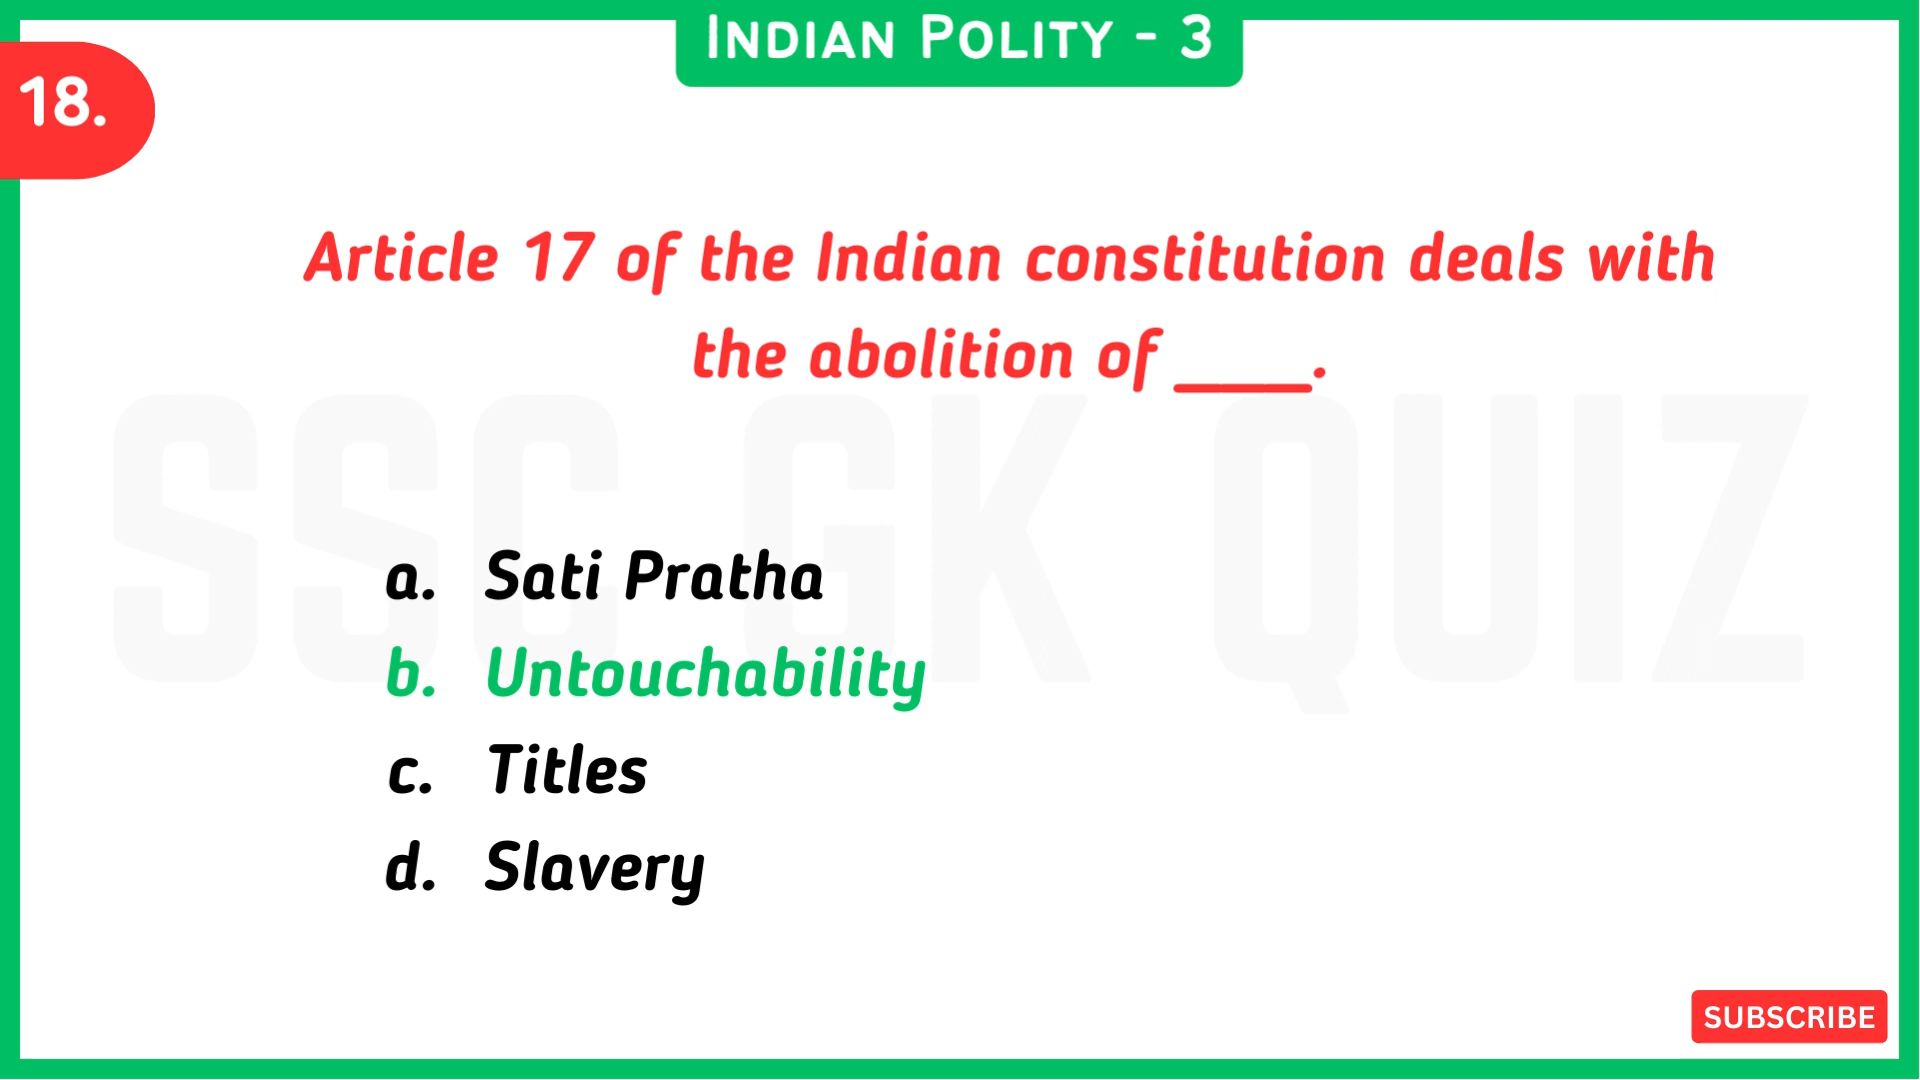 INDIAN POLITY - 3
18.
Article 17 of the Indian constitution deals with
the abolition of ____.
SSC GK QUIZ
a. Sati Pratha
b. Untouchability
c. Titles
d. Slavery
SUBSCRIBE